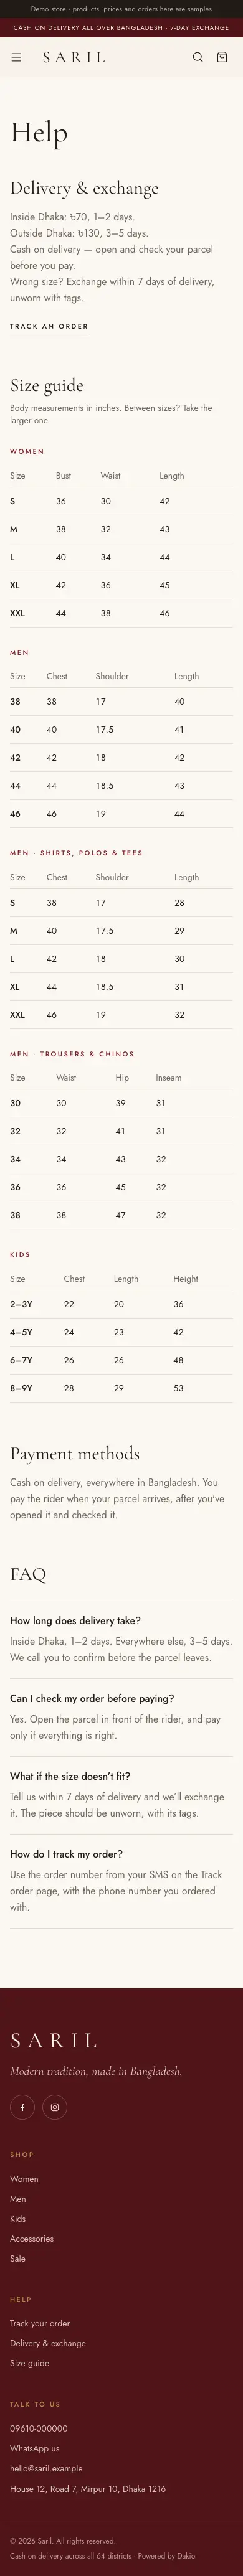 Demo store · products, prices and orders here are samples
CASH ON DELIVERY ALL OVER BANGLADESH · 7-DAY EXCHANGE
SARIL
Help
Delivery & exchange
Inside Dhaka: ৳70, 1–2 days.
Outside Dhaka: ৳130, 3–5 days.
Cash on delivery — open and check your parcel
before you pay.
Wrong size? Exchange within 7 days of delivery,
unworn with tags.
TRACK AN ORDER
Size guide
Body measurements in inches. Between sizes? Take the
larger one.
WOMEN
Size Bust Waist Length
S 36 30 42
M 38 32 43
L 40 34 44
XL 42 36 45
XXL 44 38 46
MEN
Size Chest Shoulder Length
38 38 17 40
40 40 17.5 41
42 42 18 42
44 44 18.5 43
46 46 19 44
MEN · SHIRTS, POLOS & TEES
Size Chest Shoulder Length
S 38 17 28
M 40 17.5 29
L 42 18 30
XL 44 18.5 31
XXL 46 19 32
MEN · TROUSERS & CHINOS
Size Waist Hip Inseam
30 30 39 31
32 32 41 31
34 34 43 32
36 36 45 32
38 38 47 32
KIDS
Size Chest Length Height
2–3Y 22 20 36
4–5Y 24 23 42
6–7Y 26 26 48
8–9Y 28 29 53
Payment methods
Cash on delivery, everywhere in Bangladesh. You
pay the rider when your parcel arrives, after you've
opened it and checked it.
FAQ
How long does delivery take?
Inside Dhaka, 1–2 days. Everywhere else, 3–5 days.
We call you to confirm before the parcel leaves.
Can I check my order before paying?
Yes. Open the parcel in front of the rider, and pay
only if everything is right.
What if the size doesn’t fit?
Tell us within 7 days of delivery and we’ll exchange
it. The piece should be unworn, with its tags.
How do I track my order?
Use the order number from your SMS on the Track
order page, with the phone number you ordered
with.
SARIL
Modern tradition, made in Bangladesh.
SHOP
Women
Men
Kids
Accessories
Sale
HELP
Track your order
Delivery & exchange
Size guide
TALK TO US
09610-000000
WhatsApp us
hello@saril.example
House 12, Road 7, Mirpur 10, Dhaka 1216
© 2026 Saril. All rights reserved.
Cash on delivery across all 64 districts · Powered by Dakio